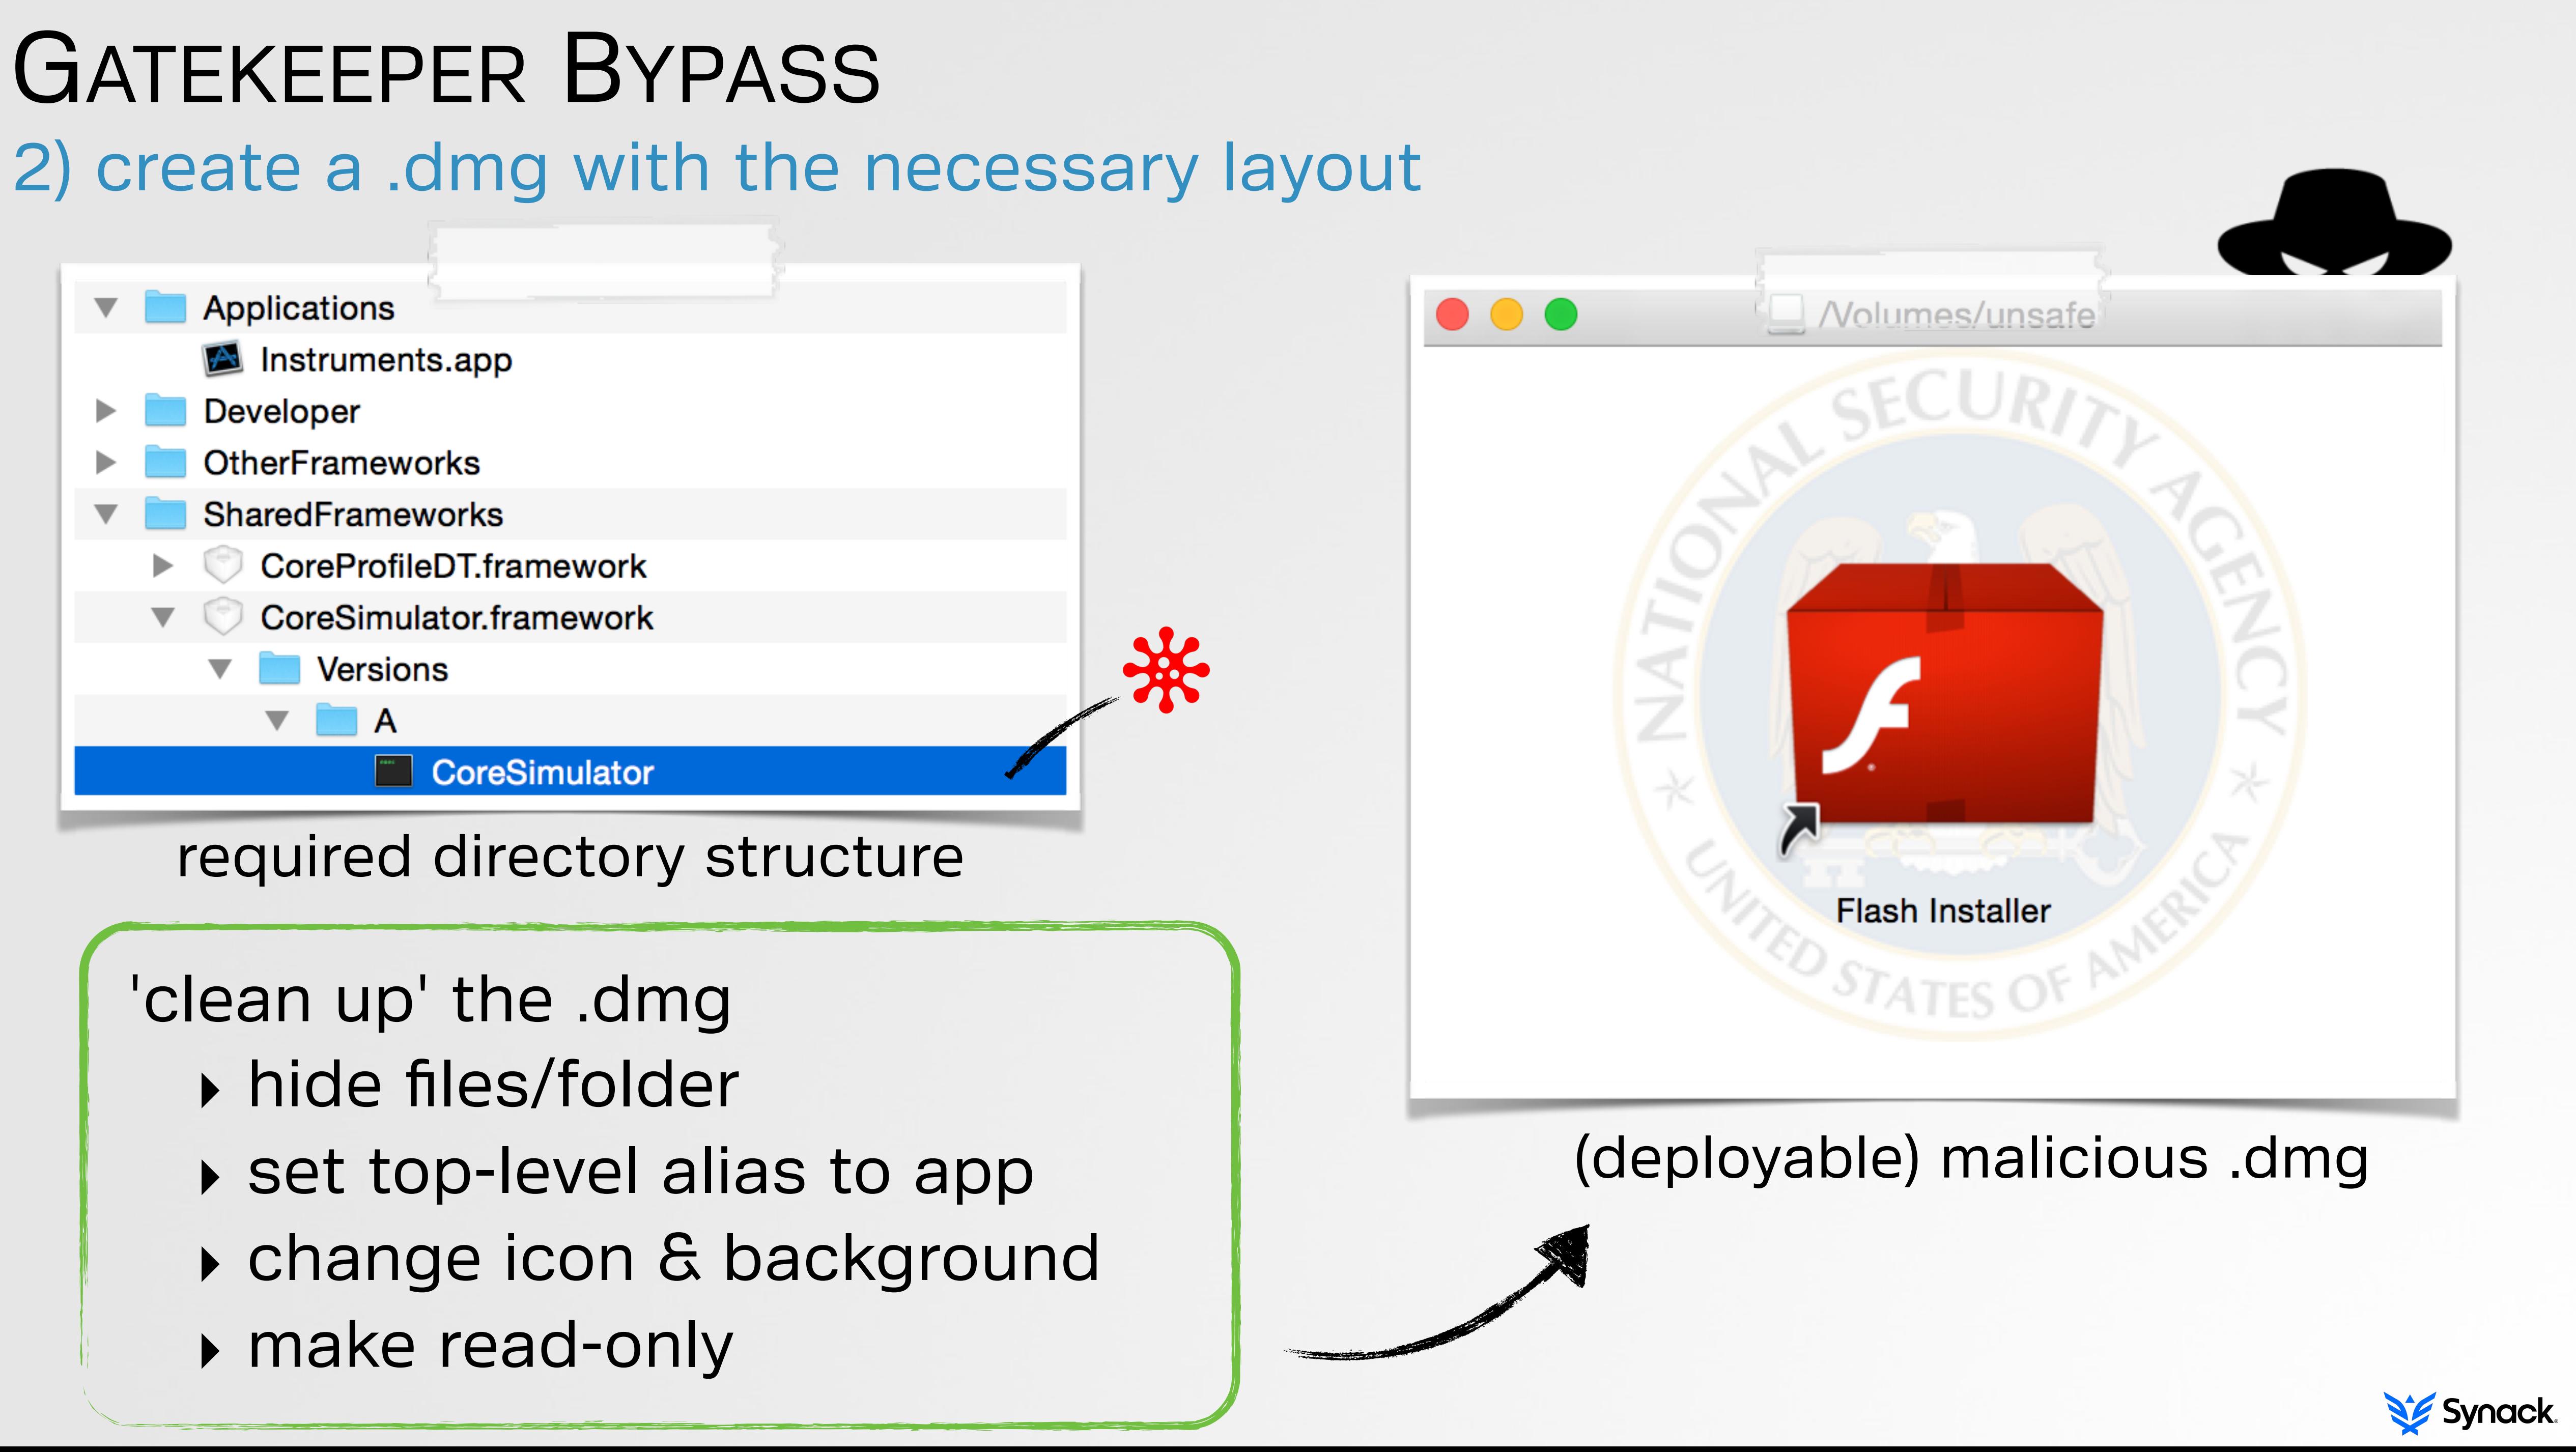 GATEKEEPER BYPASS
2) create a .dmg with the necessary layout
Applications
Instruments.app
Developer
OtherFrameworks
SharedFrameworks
CoreProfileDT.framework
CoreSimulator.framework
Versions
A
CoreSimulator
required directory structure
'clean up' the .dmg
▸ hide files/folder
▸ set top-level alias to app
▸ change icon & background
▸ make read-only
/Volumes/unsafe
NATIONAL SECURITY AGENCY
UNITED STATES OF AMERICA
Flash Installer
(deployable) malicious .dmg
Synack